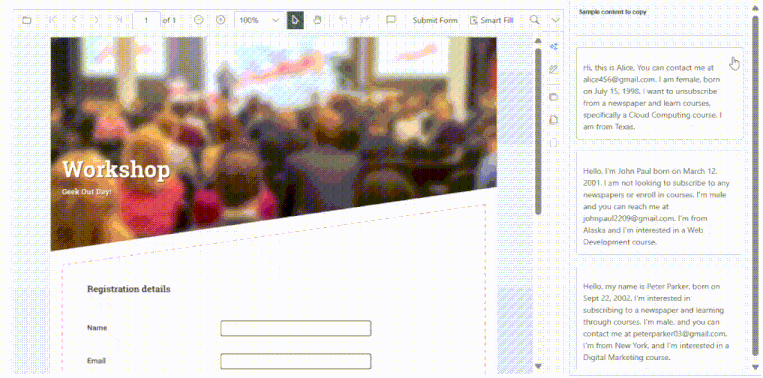 1 of 1
100%
Submit Form
Smart Fill
Workshop
Geek Out Day!
Registration details
Name
Email
Sample content to copy
Hi, this is Alice. You can contact me at
alice456@gmail.com. I am female, born
on July 15, 1998. I want to unsubscribe
from a newspaper and learn courses,
specifically a Cloud Computing course. I
am from Texas.
Hello, I'm John Paul born on March 12,
2001. I am not looking to subscribe to any
newspapers or enroll in courses. I'm male
and you can reach me at
johnpaul2209@gmail.com. I'm from
Alaska and I'm interested in a Web
Development course.
Hello, my name is Peter Parker, born on
Sept 22, 2002. I'm interested in
subscribing to a newspaper and learning
through courses. I'm male, and you can
contact me at peterparker03@gmail.com.
I'm from New York, and I'm interested in a
Digital Marketing course.